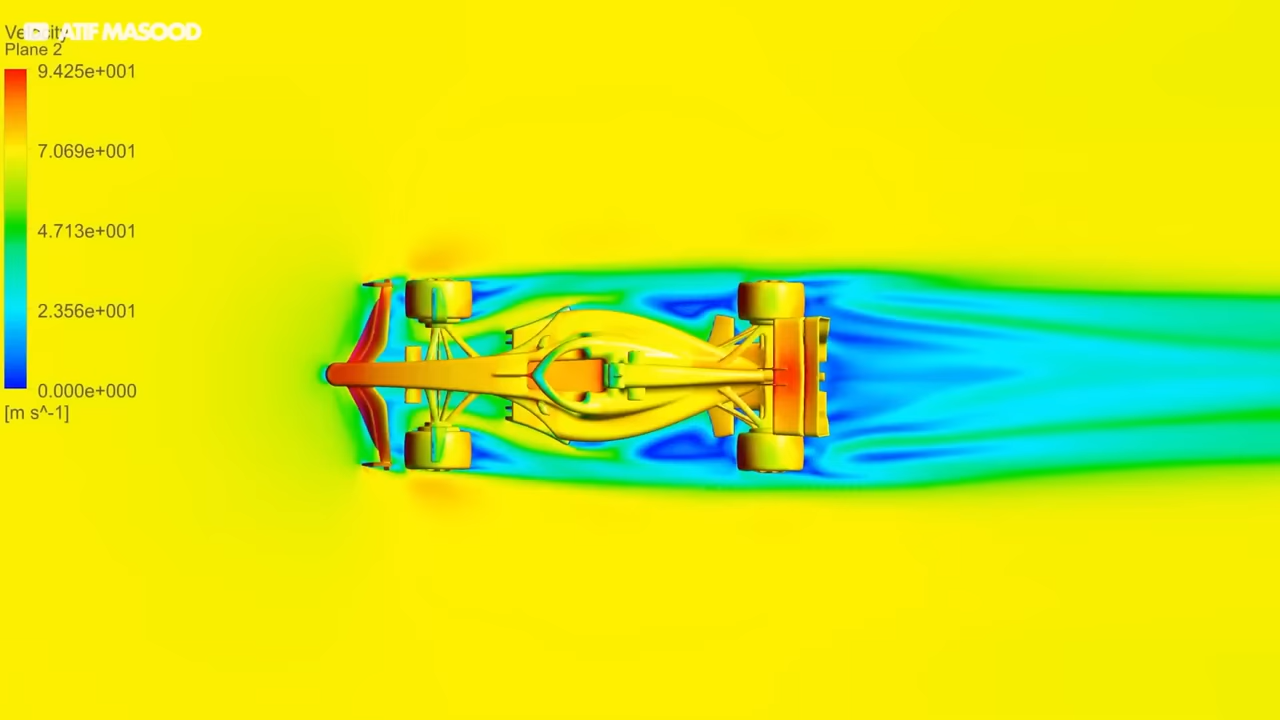 Velocity
ATIF MASOOD
Plane 2
9.425e+001
7.069e+001
4.713e+001
2.356e+001
0.000e+000
[m s^-1]